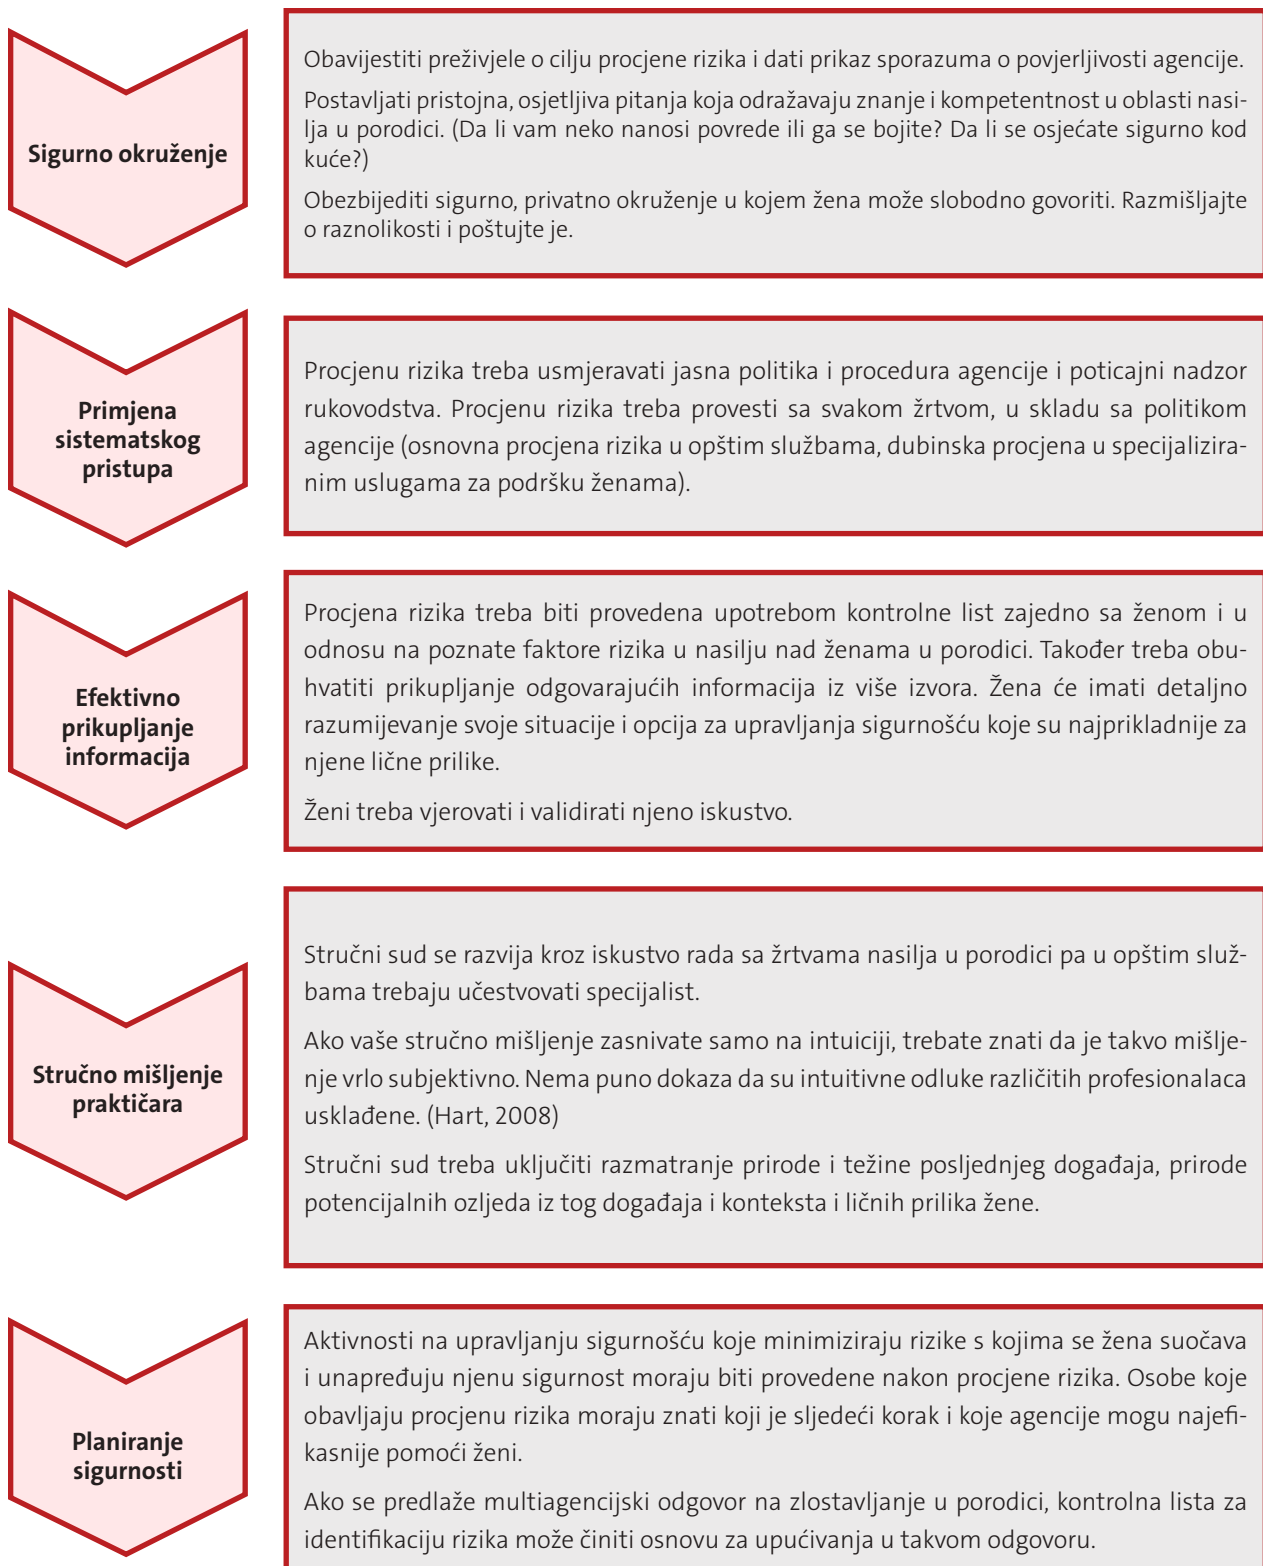 Sigurno okruženje
Obavijestiti preživjele o cilju procjene rizika i dati prikaz sporazuma o povjerljivosti agencije.
Postavljati pristojna, osjetljiva pitanja koja odražavaju znanje i kompetentnost u oblasti nasi-
lja u porodici. (Da li vam neko nanosi povrede ili ga se bojite? Da li se osjećate sigurno kod
kuće?)
Obezbijediti sigurno, privatno okruženje u kojem žena može slobodno govoriti. Razmišljajte
o raznolikosti i poštujte je.
Primjena
sistematskog
pristupa
Procjenu rizika treba usmjeravati jasna politika i procedura agencije i poticajni nadzor
rukovodstva. Procjenu rizika treba provesti sa svakom žrtvom, u skladu sa politikom
agencije (osnovna procjena rizika u opštim službama, dubinska procjena u specijalizira-
nim uslugama za podršku ženama).
Efektivno
prikupljanje
informacija
Procjena rizika treba biti provedena upotrebom kontrolne list zajedno sa ženom i u
odnosu na poznate faktore rizika u nasilju nad ženama u porodici. Također treba obu-
hvatiti prikupljanje odgovarajućih informacija iz više izvora. Žena će imati detaljno
razumijevanje svoje situacije i opcija za upravljanja sigurnošću koje su najprikladnije za
njene lične prilike.
Ženi treba vjerovati i validirati njeno iskustvo.
Stručno mišljenje
praktičara
Stručni sud se razvija kroz iskustvo rada sa žrtvama nasilja u porodici pa u opštim služ-
bama trebaju učestvovati specijalist.
Ako vaše stručno mišljenje zasnivate samo na intuiciji, trebate znati da je takvo mišlje-
nje vrlo subjektivno. Nema puno dokaza da su intuitivne odluke različitih profesionalaca
usklađene. (Hart, 2008)
Stručni sud treba uključiti razmatranje prirode i težine posljednjeg događaja, prirode
potencijalnih ozljeda iz tog događaja i konteksta i ličnih prilika žene.
Planiranje
sigurnosti
Aktivnosti na upravljanju sigurnošću koje minimiziraju rizike s kojima se žena suočava
i unapređuju njenu sigurnost moraju biti provedene nakon procjene rizika. Osobe koje
obavljaju procjenu rizika moraju znati koji je sljedeći korak i koje agencije mogu najefi-
kasnije pomoći ženi.
Ako se predlaže multiagencijski odgovor na zlostavljanje u porodici, kontrolna lista za
identifikaciju rizika može činiti osnovu za upućivanja u takvom odgovoru.